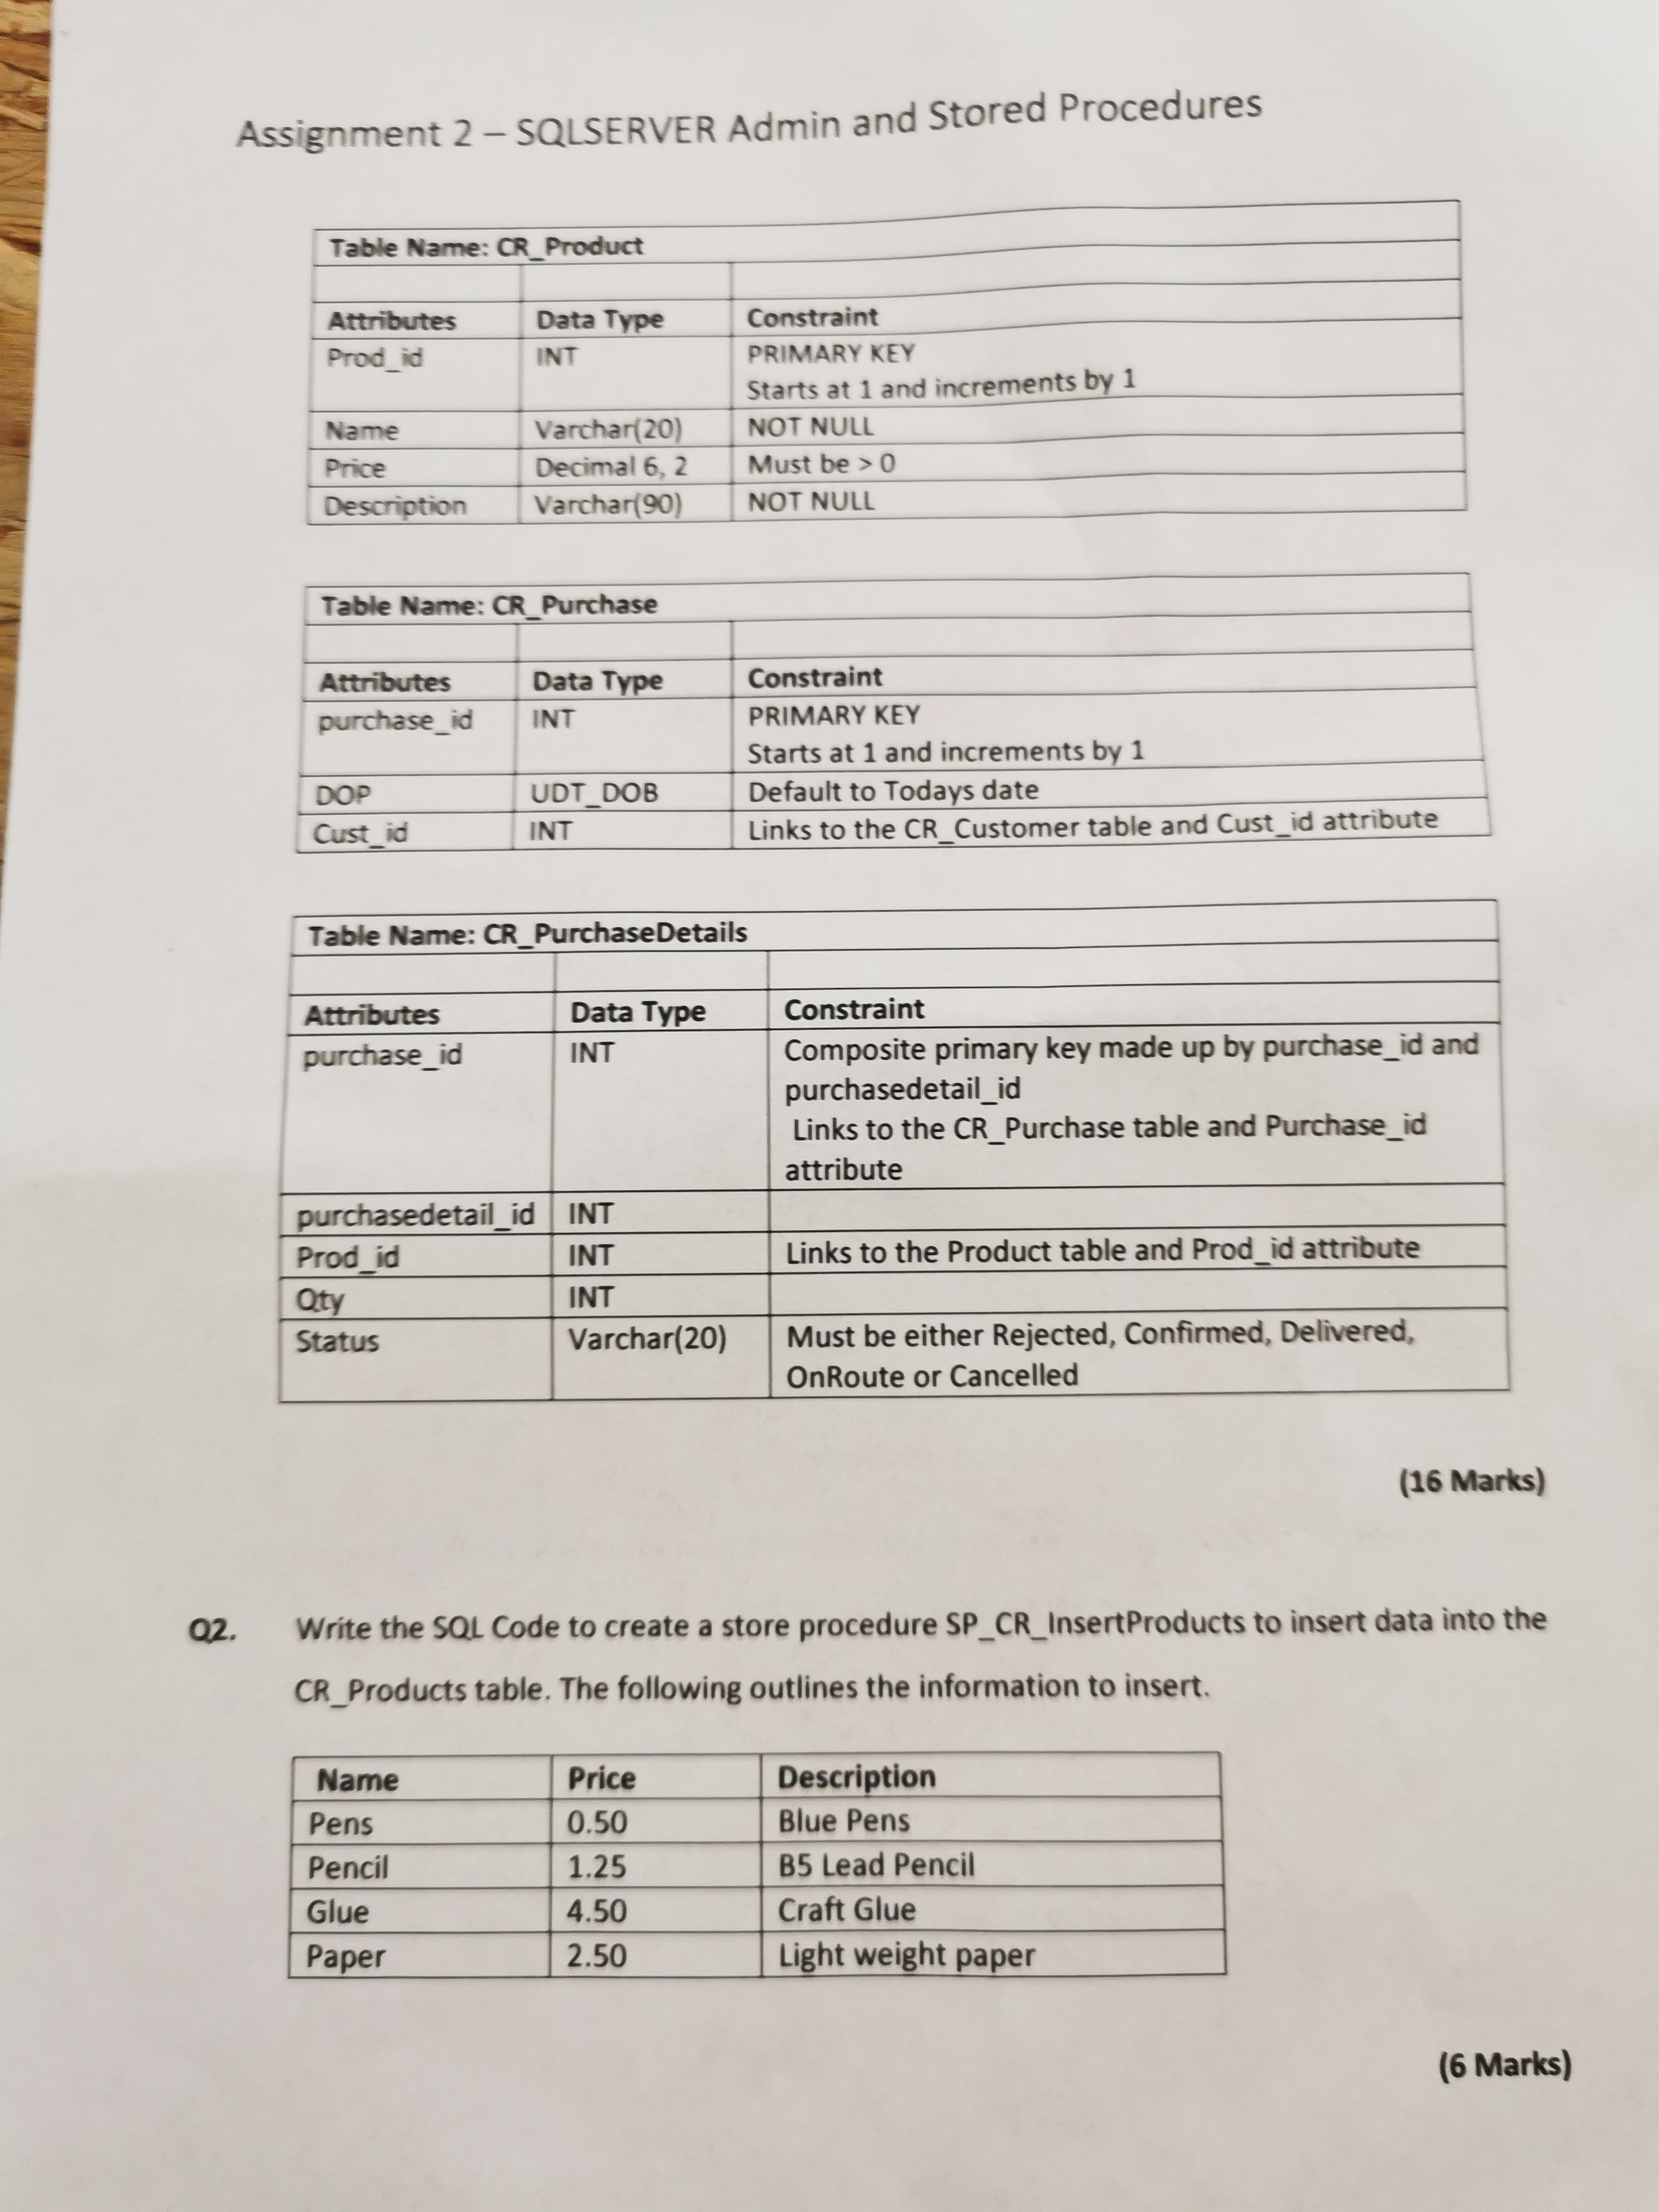 Assignment 2 – SQLSERVER Admin and Stored Procedures
Table Name: CR_Product
Attributes Data Type Constraint
Prod_id INT PRIMARY KEY
Starts at 1 and increments by 1
Name Varchar(20) NOT NULL
Price Decimal 6, 2 Must be > 0
Description Varchar(90) NOT NULL
Table Name: CR_Purchase
Attributes Data Type Constraint
purchase_id INT PRIMARY KEY
Starts at 1 and increments by 1
DOP UDT_DOB Default to Todays date
Cust_id INT Links to the CR_Customer table and Cust_id attribute
Table Name: CR_PurchaseDetails
Attributes Data Type Constraint
purchase_id INT Composite primary key made up by purchase_id and
purchasedetail_id
Links to the CR_Purchase table and Purchase_id
attribute
purchasedetail_id INT
Prod_id INT Links to the Product table and Prod_id attribute
Qty INT
Status Varchar(20) Must be either Rejected, Confirmed, Delivered,
OnRoute or Cancelled
(16 Marks)
Q2. Write the SQL Code to create a store procedure SP_CR_InsertProducts to insert data into the
CR_Products table. The following outlines the information to insert.
Name Price Description
Pens 0.50 Blue Pens
Pencil 1.25 B5 Lead Pencil
Glue 4.50 Craft Glue
Paper 2.50 Light weight paper
(6 Marks)